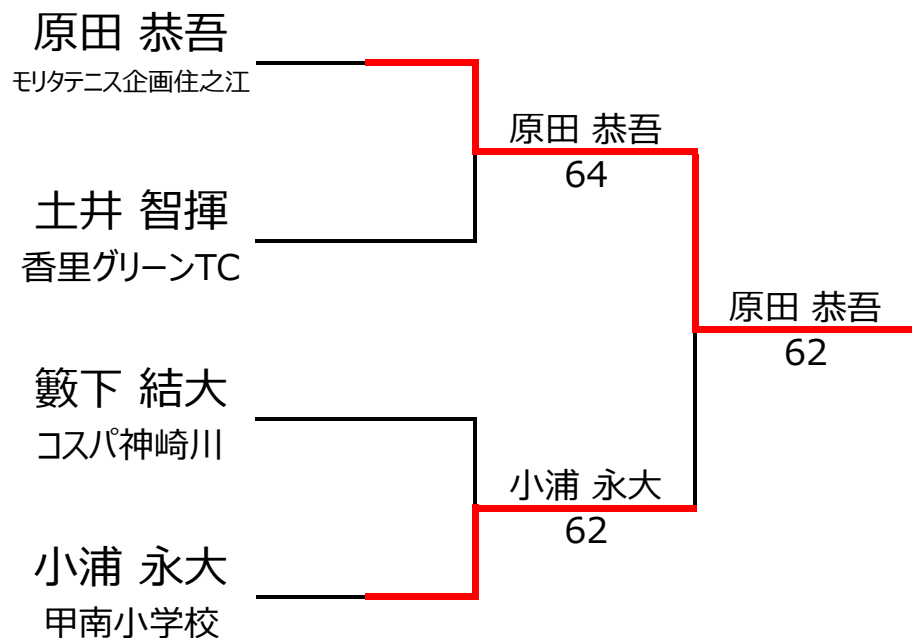 原田 恭吾
モリタテニス企画住之江
原田 恭吾
64
土井 智揮
香里グリーンTC
原田 恭吾
62
籔下 結大
コスパ神崎川
小浦 永大
62
小浦 永大
甲南小学校